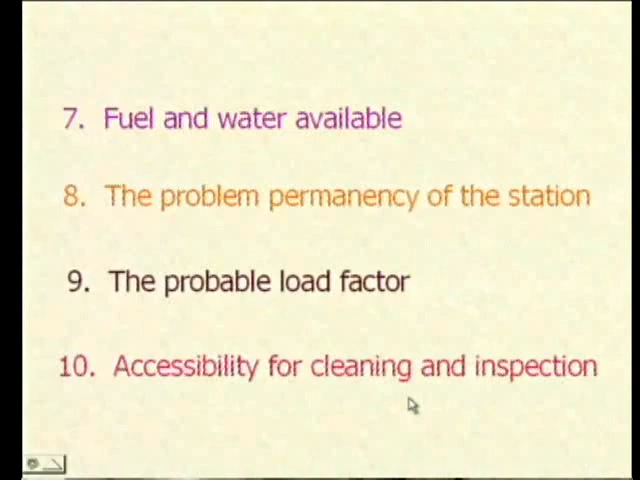 7. Fuel and water available
8. The problem permanency of the station
9. The probable load factor
10. Accessibility for cleaning and inspection